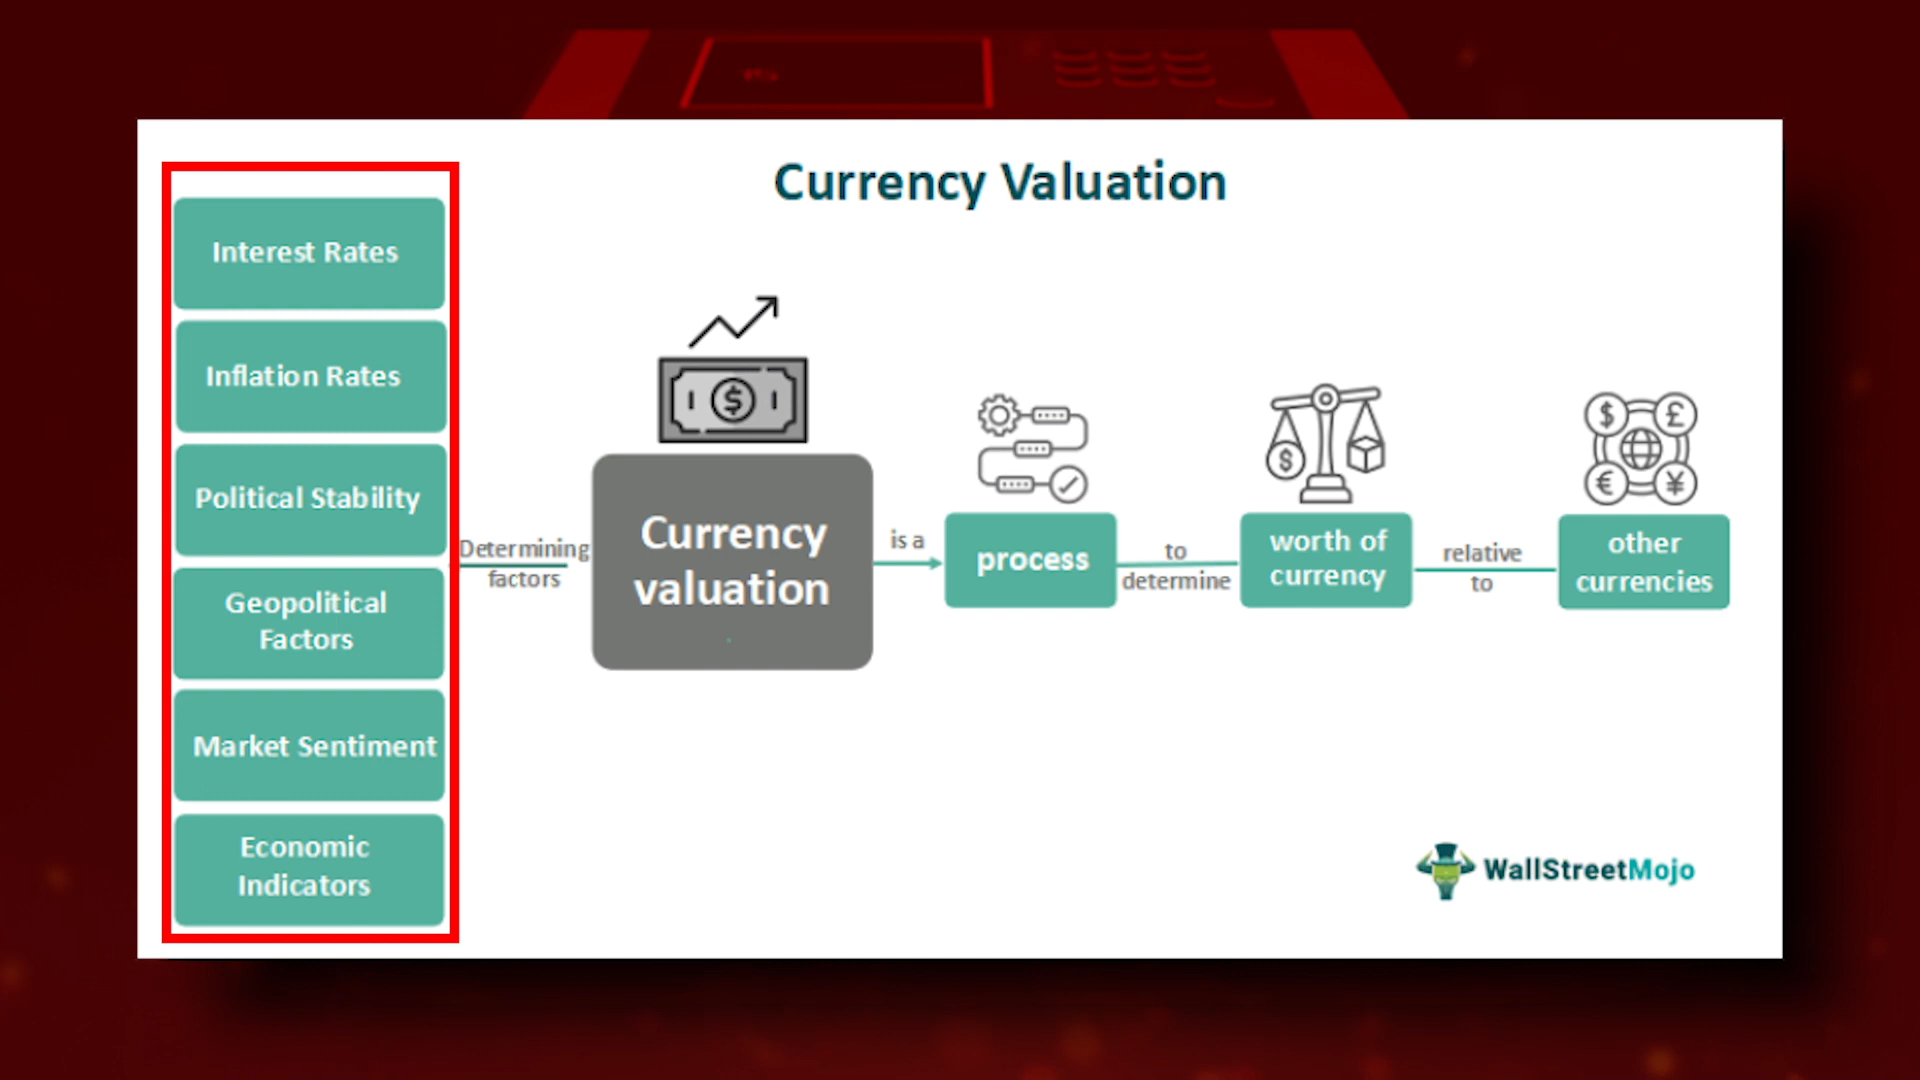 Currency Valuation
Interest Rates
Inflation Rates
Political Stability
Geopolitical
Factors
Market Sentiment
Economic
Indicators
Determining
factors
Currency
valuation
is a
process
to
determine
worth of
currency
relative
to
other
currencies
$
$
$
£
€
¥
WallStreetMojo